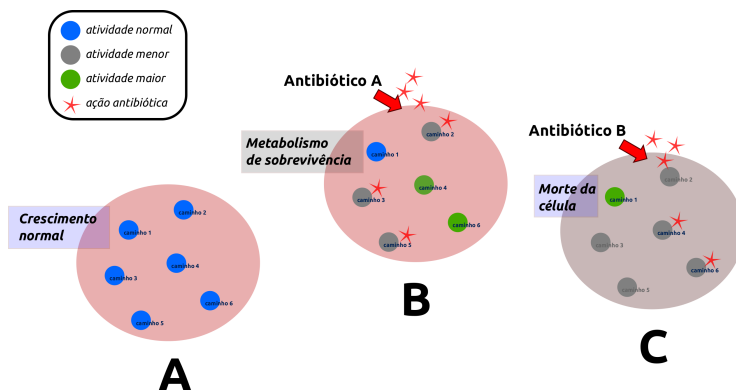 atividade normal
atividade menor
atividade maior
ação antibiótica
Crescimento
normal
caminho 1
caminho 2
caminho 3
caminho 4
caminho 5
caminho 6
A
Antibiótico A
Metabolismo
de sobrevivência
caminho 1
caminho 2
caminho 3
caminho 4
caminho 5
caminho 6
B
Antibiótico B
Morte da
célula
caminho 1
caminho 2
caminho 3
caminho 4
caminho 5
caminho 6
C